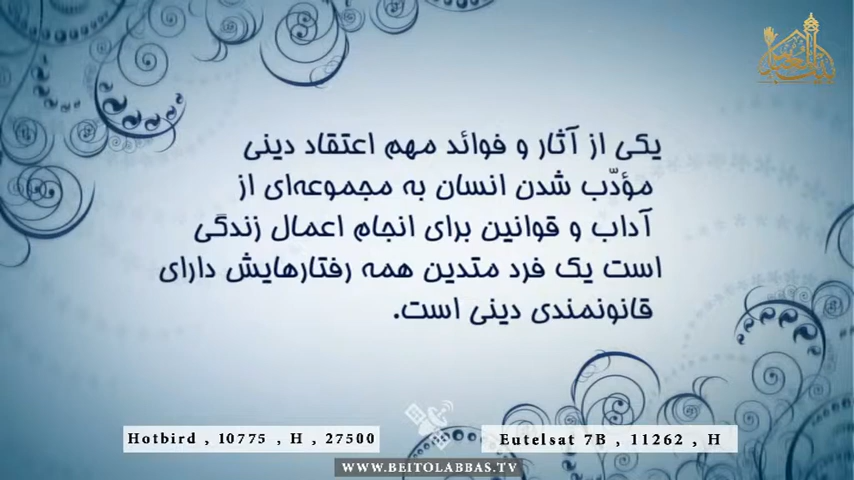 یکی از آثار و فوائد مهم اعتقاد دینی
مؤدّب شدن انسان به مجموعه‌ای از
آداب و قوانین برای انجام اعمال زندگی
است یک فرد متدین همه رفتارهایش دارای
قانونمندی دینی است.
Hotbird , 10775 , H , 27500
Eutelsat 7B , 11262 , H
WWW.BEITOLABBAS.TV